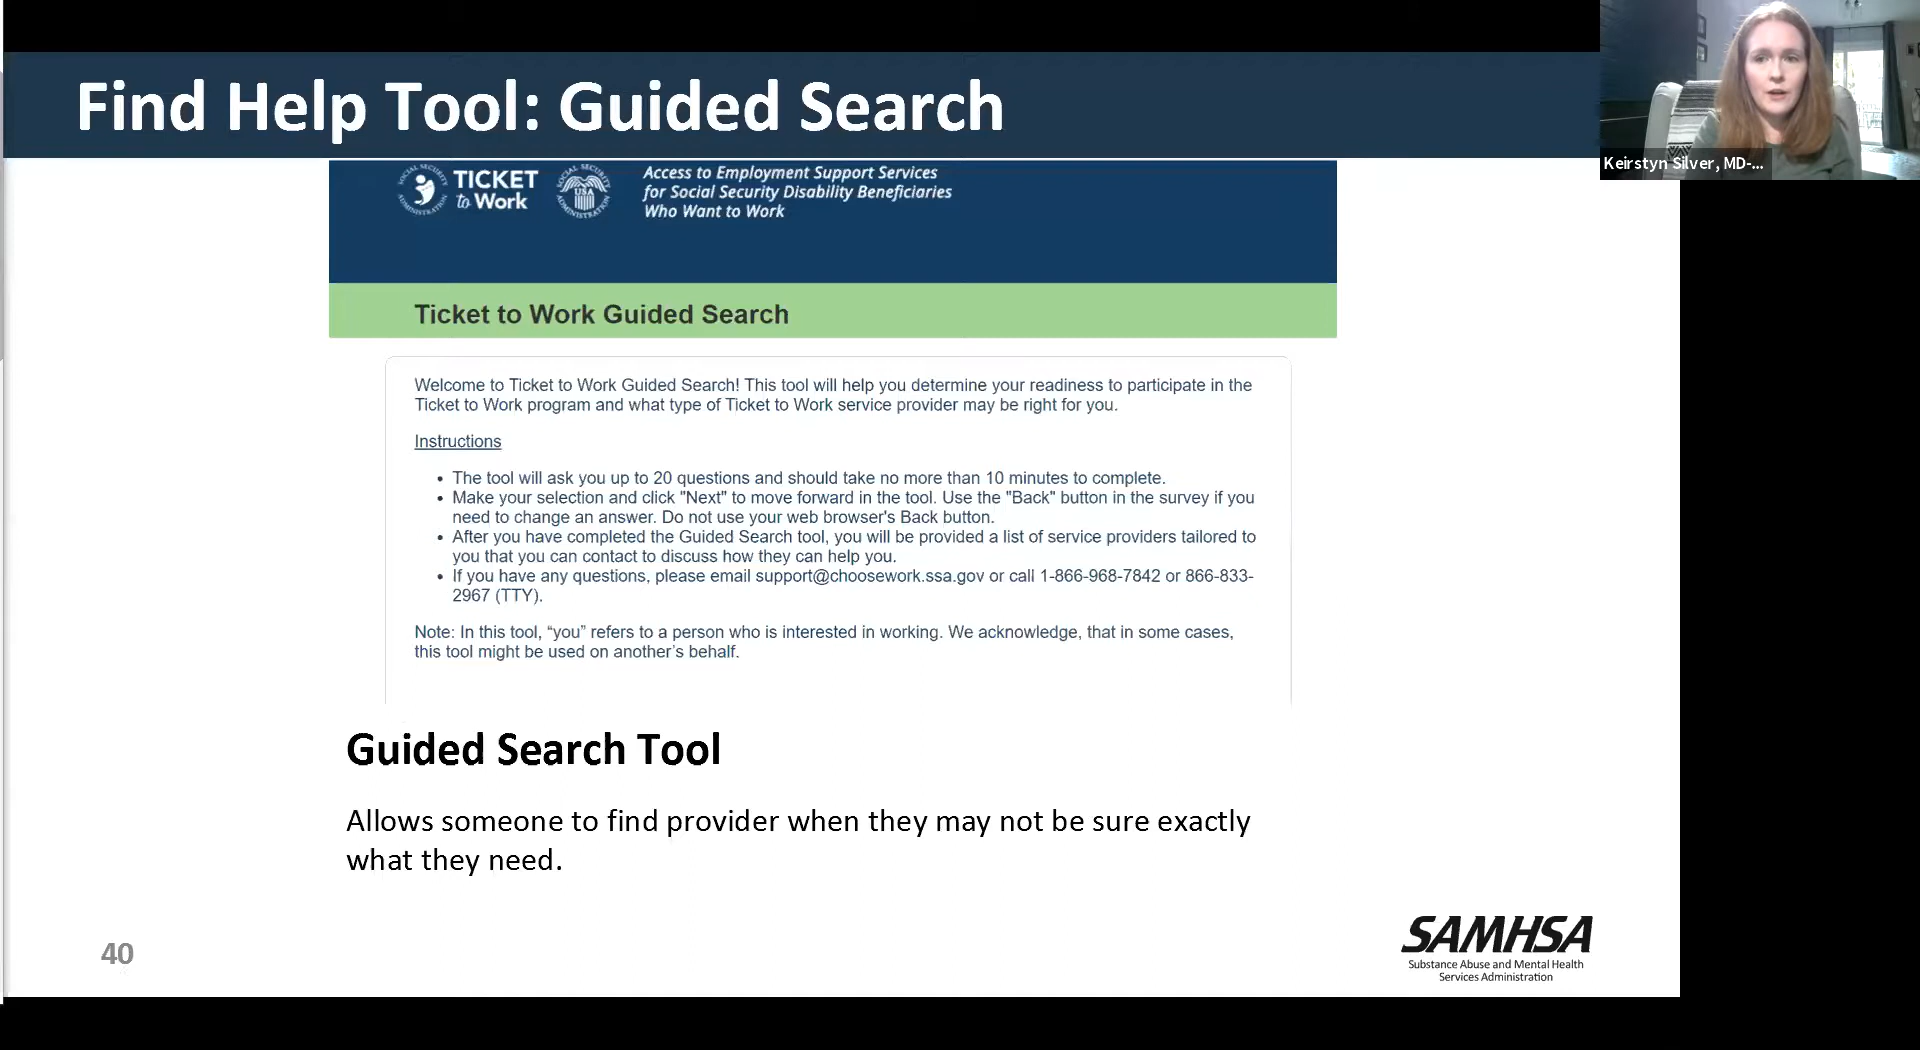 Find Help Tool: Guided Search
Keirstyn Silver, MD-...
TICKET
to Work
Access to Employment Support Services
for Social Security Disability Beneficiaries
Who Want to Work
SOCIAL SECURITY
ADMINISTRATION
SOCIAL SECURITY
USA
ADMINISTRATION
Ticket to Work Guided Search
Welcome to Ticket to Work Guided Search! This tool will help you determine your readiness to participate in the
Ticket to Work program and what type of Ticket to Work service provider may be right for you.
Instructions
• The tool will ask you up to 20 questions and should take no more than 10 minutes to complete.
• Make your selection and click "Next" to move forward in the tool. Use the "Back" button in the survey if you
need to change an answer. Do not use your web browser's Back button.
• After you have completed the Guided Search tool, you will be provided a list of service providers tailored to
you that you can contact to discuss how they can help you.
• If you have any questions, please email support@choosework.ssa.gov or call 1-866-968-7842 or 866-833-
2967 (TTY).
Note: In this tool, “you” refers to a person who is interested in working. We acknowledge, that in some cases,
this tool might be used on another’s behalf.
Guided Search Tool
Allows someone to find provider when they may not be sure exactly
what they need.
40
SAMHSA
Substance Abuse and Mental Health
Services Administration